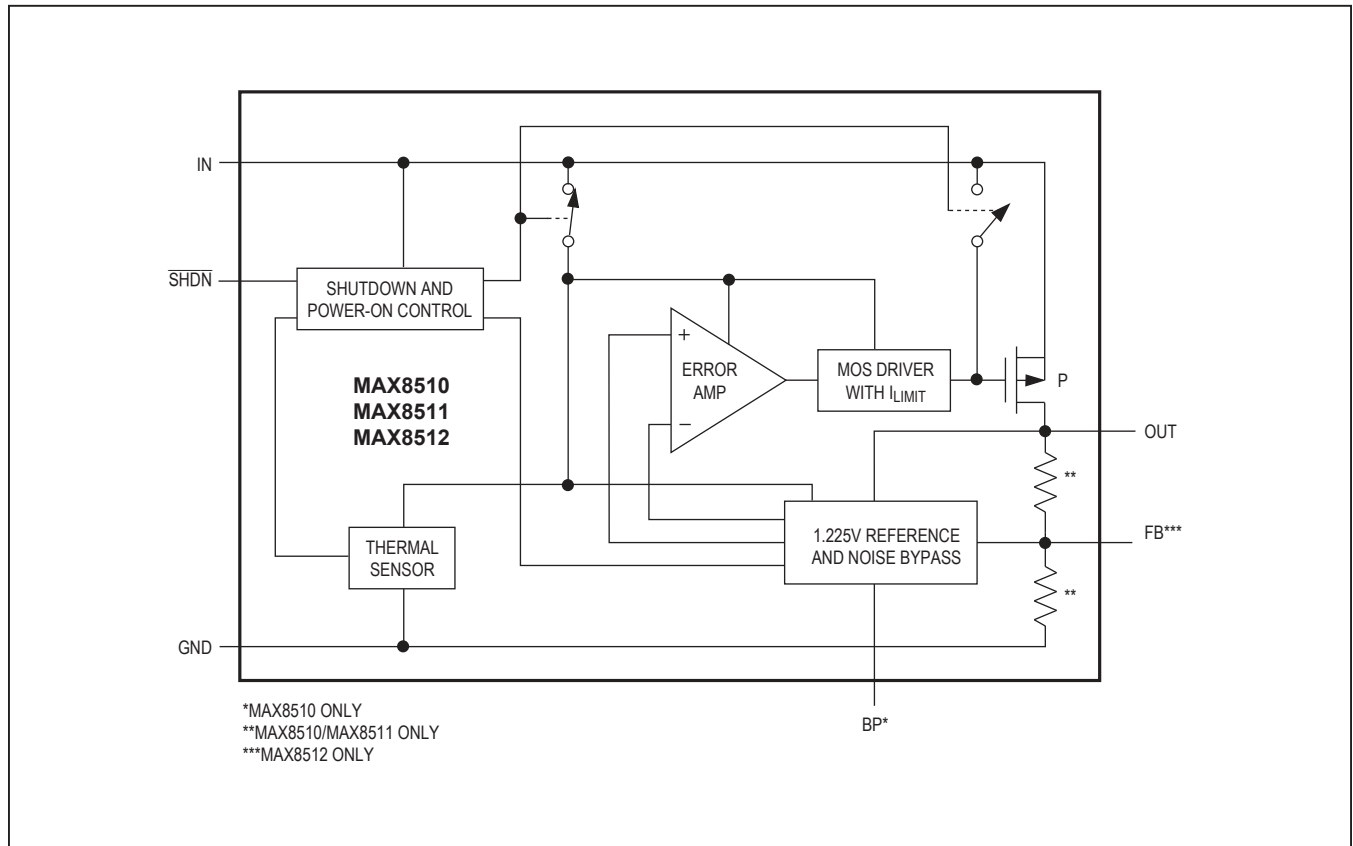 IN
SHDN
SHUTDOWN AND
POWER-ON CONTROL
+
ERROR
AMP
−
MOS DRIVER
WITH ILIMIT
P
MAX8510
MAX8511
MAX8512
OUT
**
1.225V REFERENCE
AND NOISE BYPASS
FB***
THERMAL
SENSOR
**
GND
BP*
*MAX8510 ONLY
**MAX8510/MAX8511 ONLY
***MAX8512 ONLY